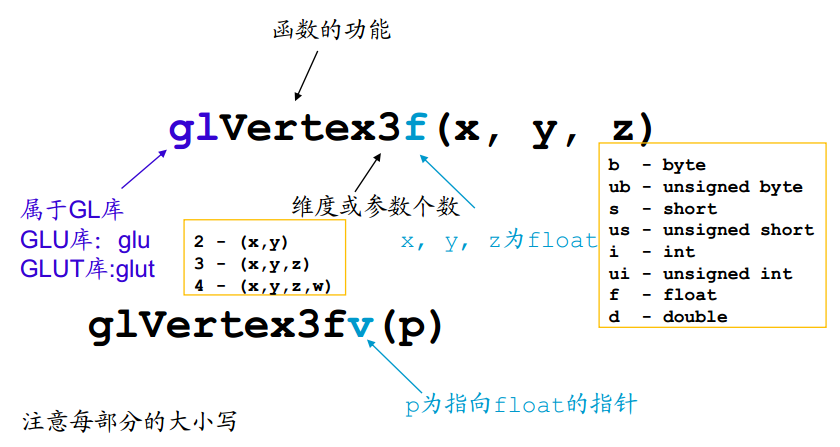 函数的功能
glVertex3f(x, y, z)
属于GL库
GLU库：glu
GLUT库:glut
维度或参数个数
2 - (x,y)
3 - (x,y,z)
4 - (x,y,z,w)
x, y, z为float
b - byte
ub - unsigned byte
s - short
us - unsigned short
i - int
ui - unsigned int
f - float
d - double
glVertex3fv(p)
p为指向float的指针
注意每部分的大小写